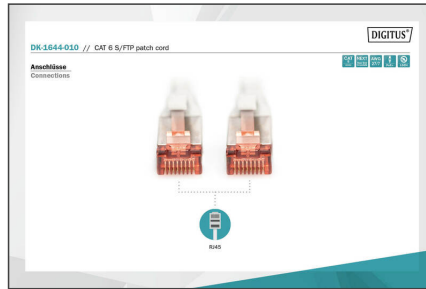 DIGITUS®
DK-1644-010 // CAT 6 S/FTP patch cord
Anschlüsse
Connections
RJ45